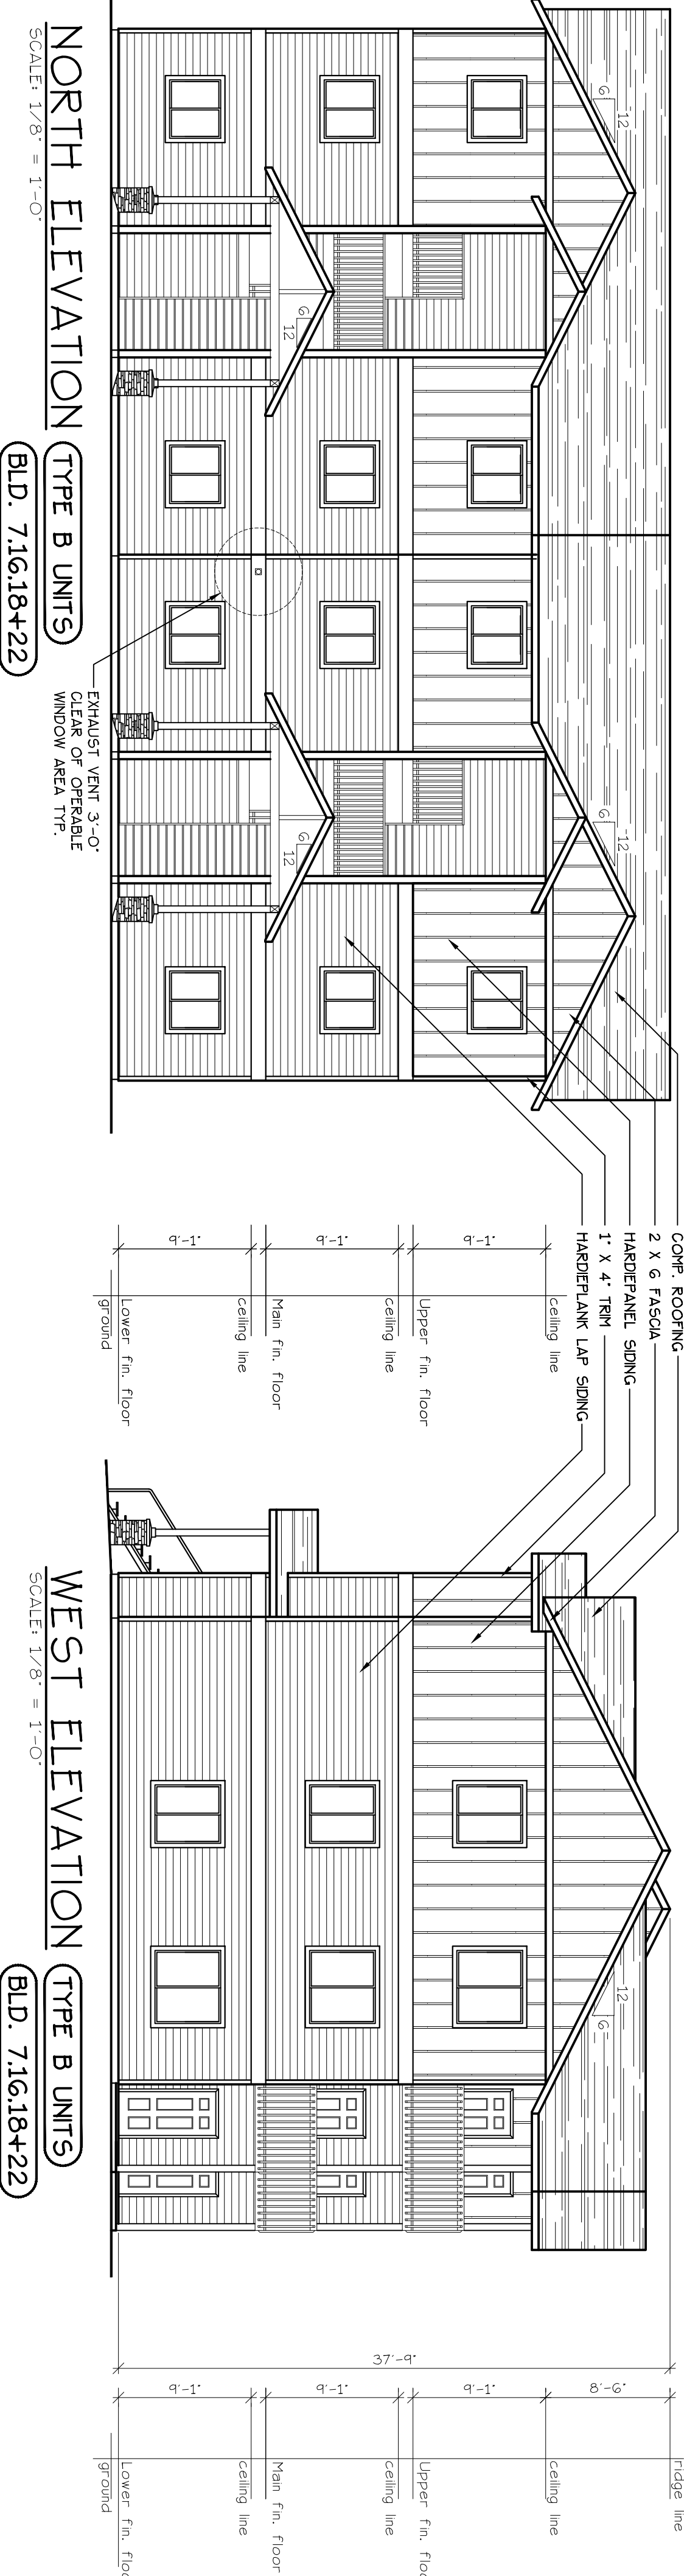 NORTH ELEVATION
SCALE: 1/8" = 1'-0"
TYPE B UNITS
BLD. 7,16,18+22
6
12
6
12
6
12
6
12
EXHAUST VENT 3'-0"
CLEAR OF OPERABLE
WINDOW AREA TYP.
COMP. ROOFING
2 X 6 FASCIA
HARDIEPANEL SIDING
1" X 4" TRIM
HARDIEPLANK LAP SIDING
9'-1"
9'-1"
9'-1"
ceiling line
Upper fin. floor
ceiling line
Main fin. floor
ceiling line
Lower fin. floor
ground
WEST ELEVATION
SCALE: 1/8" = 1'-0"
TYPE B UNITS
BLD. 7,16,18+22
12
6
37'-9"
8'-6"
9'-1"
9'-1"
9'-1"
ridge line
ceiling line
Upper fin. floo
ceiling line
Main fin. floor
ceiling line
Lower fin. floo
ground